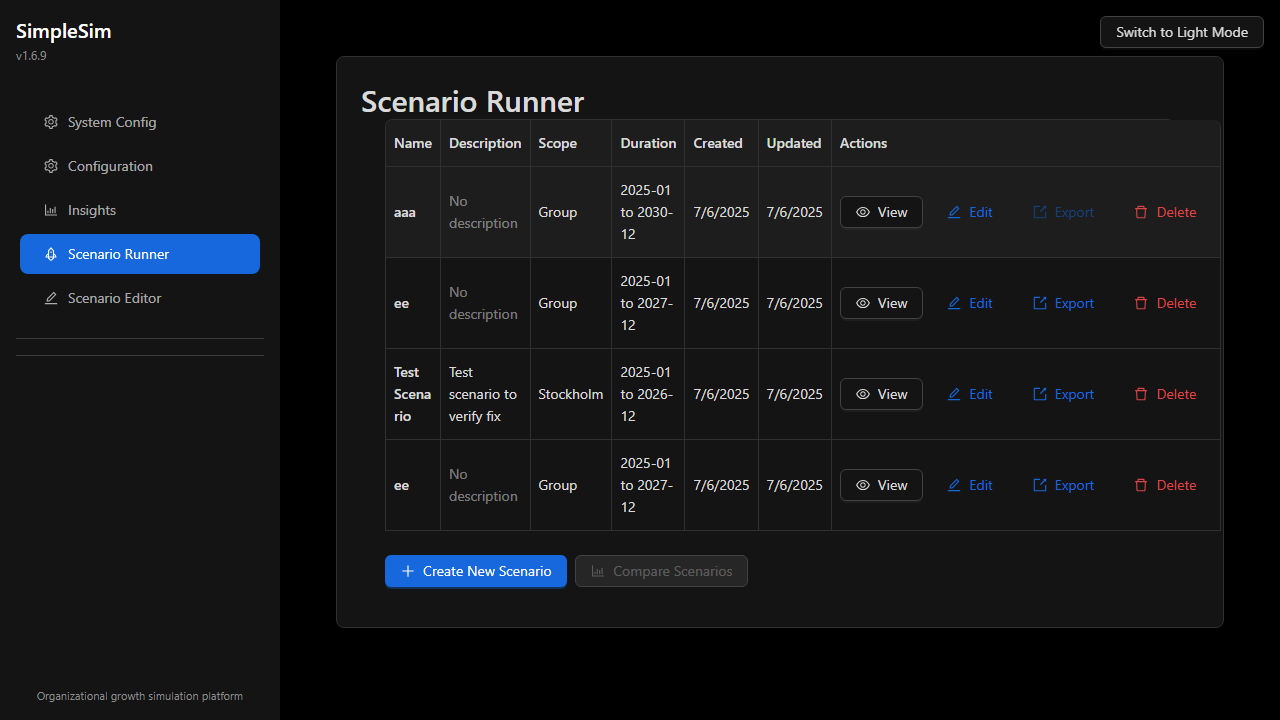 SimpleSim
v1.6.9
System Config
Configuration
Insights
Scenario Runner
Scenario Editor
Organizational growth simulation platform
Switch to Light Mode
Scenario Runner
Name Description Scope Duration Created Updated Actions
aaa No description Group 2025-01 to 2030-12 7/6/2025 7/6/2025 View Edit Export Delete
ee No description Group 2025-01 to 2027-12 7/6/2025 7/6/2025 View Edit Export Delete
Test Scenario Test scenario to verify fix Stockholm 2025-01 to 2026-12 7/6/2025 7/6/2025 View Edit Export Delete
ee No description Group 2025-01 to 2027-12 7/6/2025 7/6/2025 View Edit Export Delete
Create New Scenario Compare Scenarios